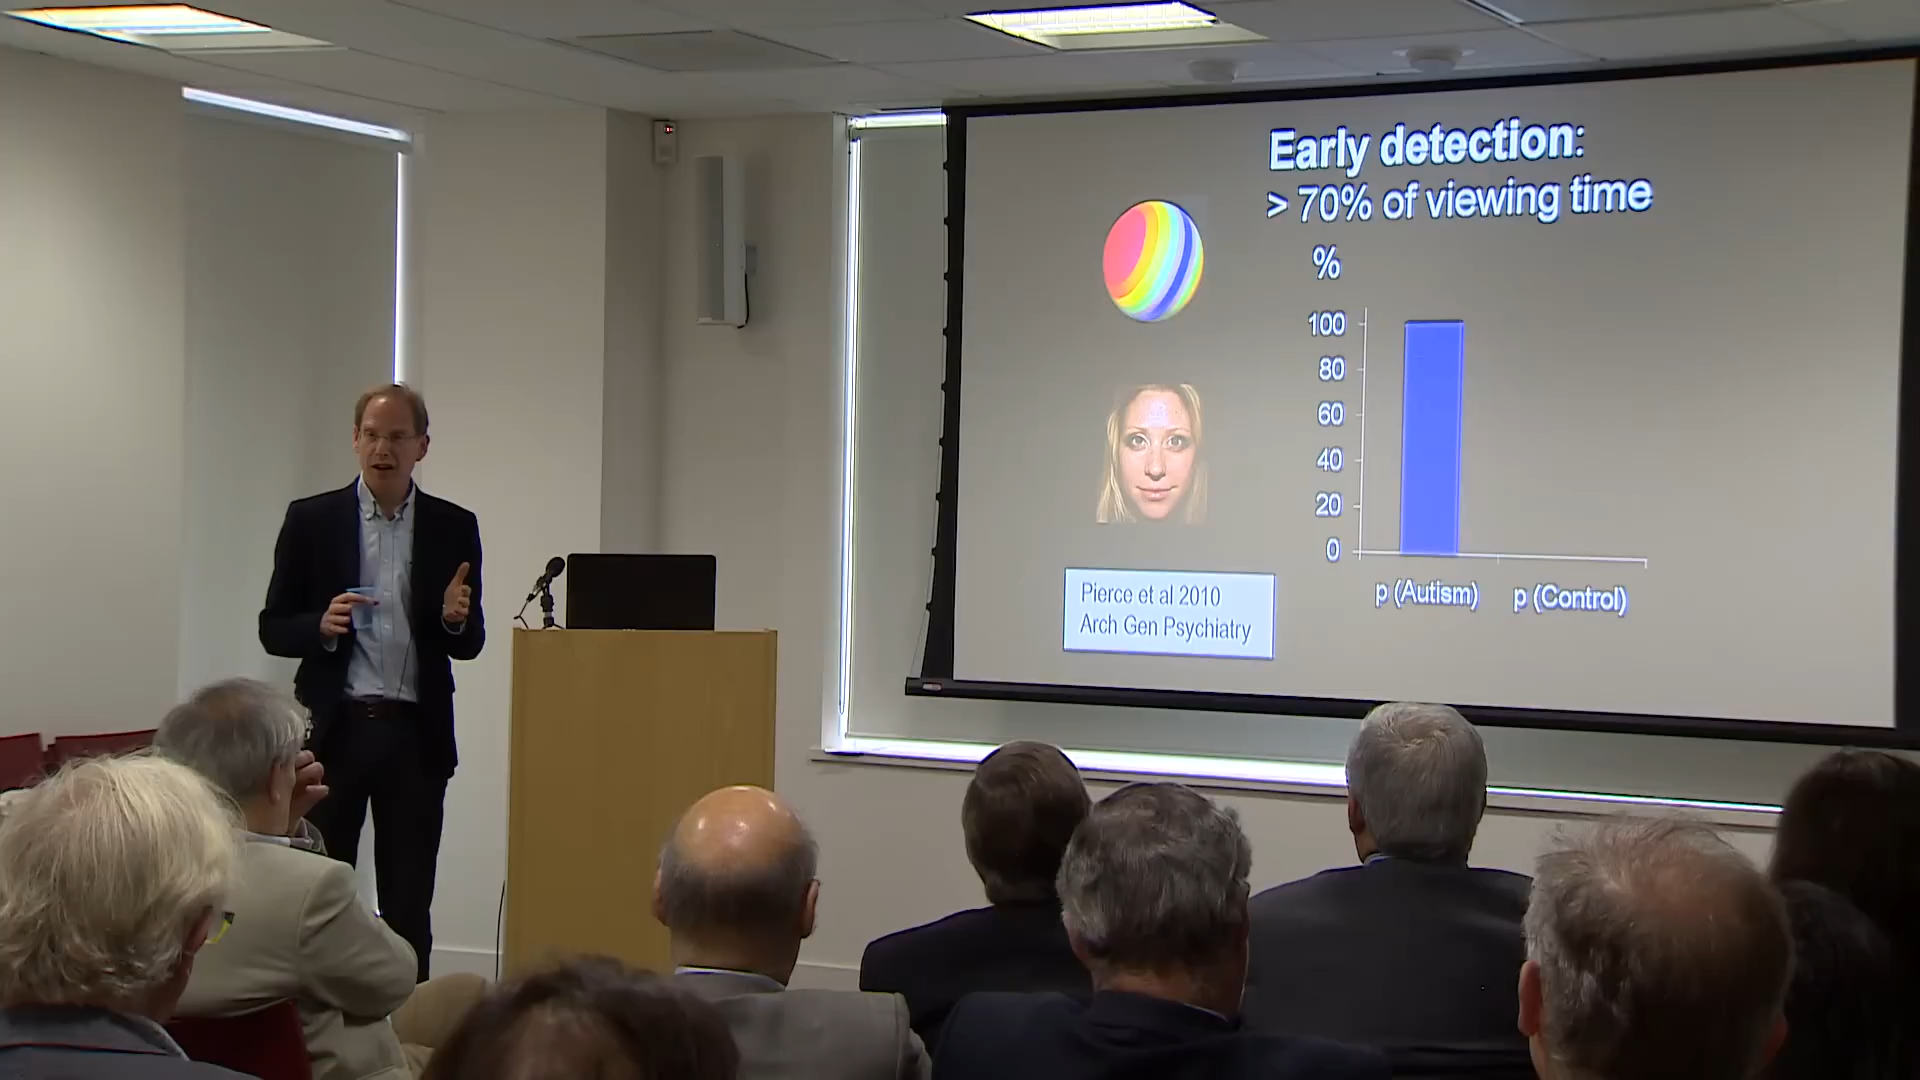 Early detection:
> 70% of viewing time
%
100
80
60
40
20
0
p (Autism) p (Control)
Pierce et al 2010
Arch Gen Psychiatry